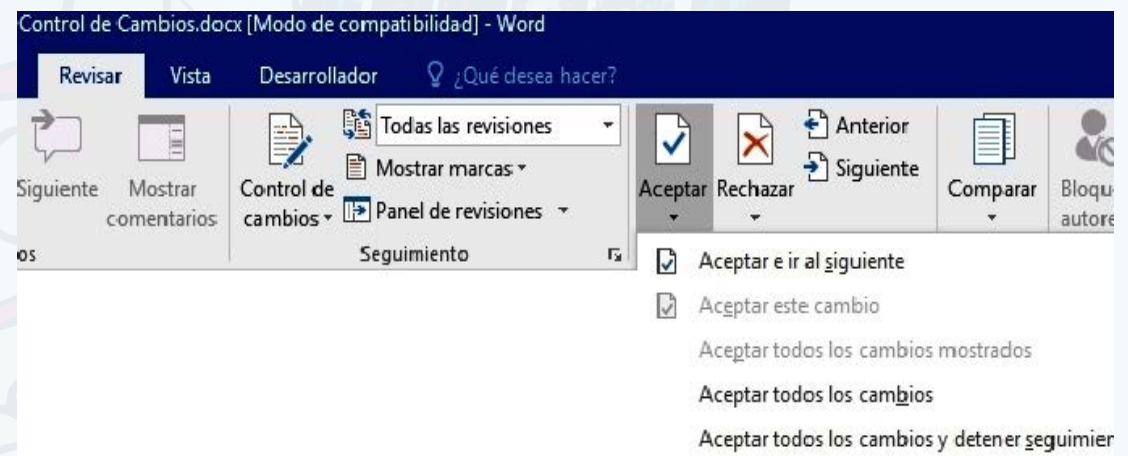 Control de Cambios.docx [Modo de compatibilidad] - Word
Revisar Vista Desarrollador ¿Qué desea hacer?
Siguiente
Mostrar comentarios
Control de cambios
Todas las revisiones
Mostrar marcas
Panel de revisiones
Seguimiento
Aceptar
Rechazar
Anterior
Siguiente
Comparar
Aceptar e ir al siguiente
Aceptar este cambio
Aceptar todos los cambios mostrados
Aceptar todos los cambios
Aceptar todos los cambios y detener